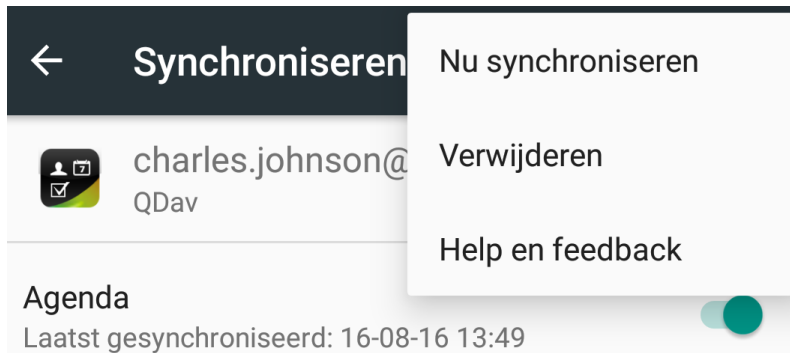 Synchroniseren
Nu synchroniseren
charles.johnson@
QDav
Verwijderen
Help en feedback
Agenda
Laatst gesynchroniseerd: 16-08-16 13:49